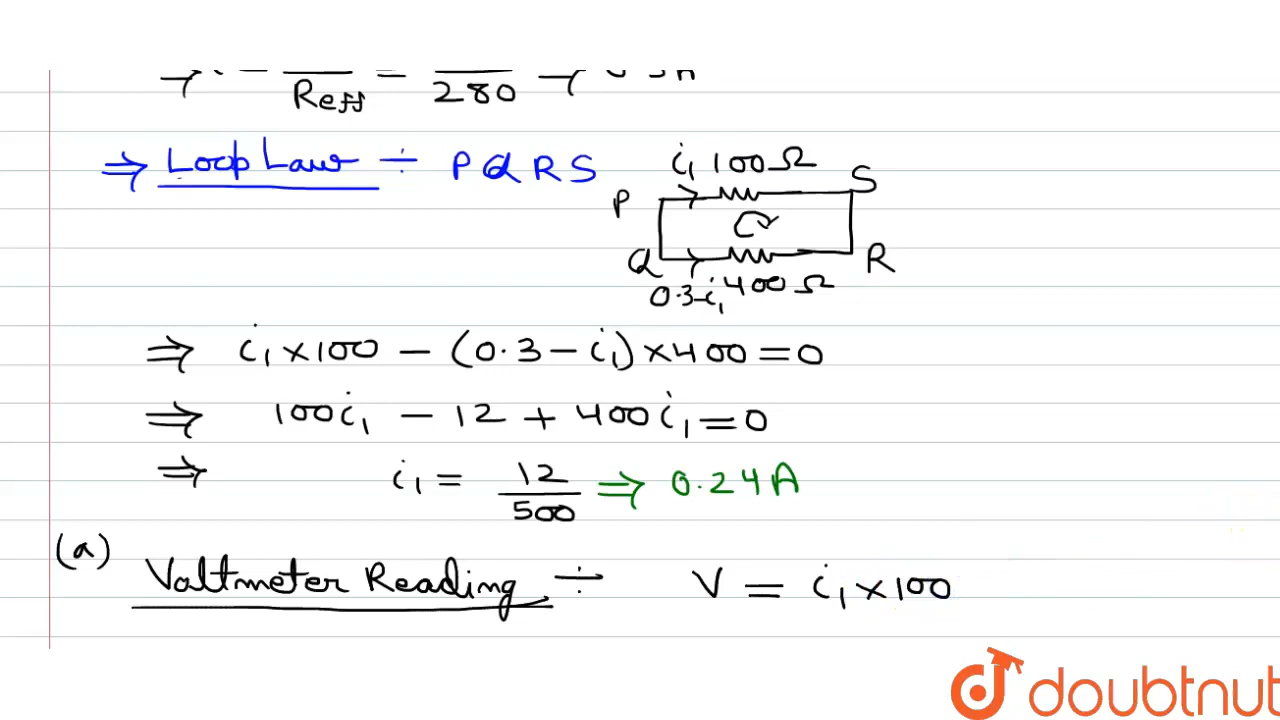 Reff = 280
⇒ Loop Law ÷ PQRS
i₁ 100Ω
P S
Q R
0.3-i₁ 400Ω
⇒ i₁×100 - (0.3-i₁)×400=0
⇒ 100i₁ - 12 + 400i₁=0
⇒ i₁ = 12/500 ⇒ 0.24A
(a) Voltmeter Reading ÷ V = i₁×100
doubtnut